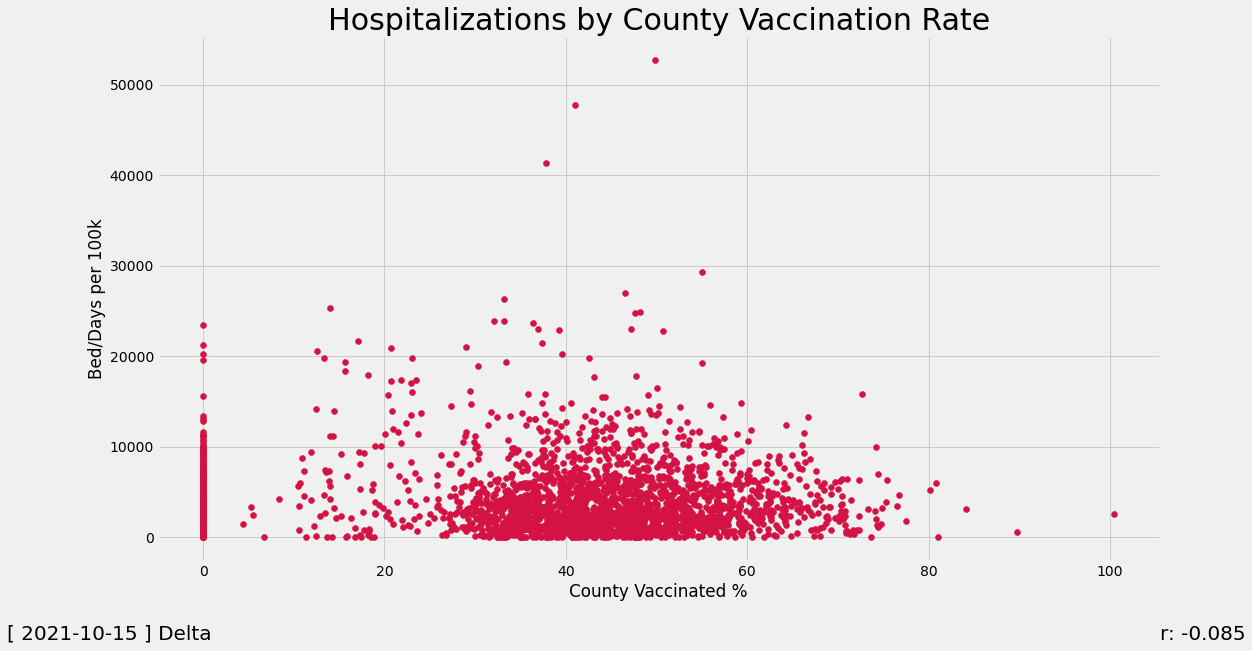 Hospitalizations by County Vaccination Rate
Bed/Days per 100k
50000
40000
30000
20000
10000
0
0 20 40 60 80 100
County Vaccinated %
[ 2021-10-15 ] Delta
r: -0.085